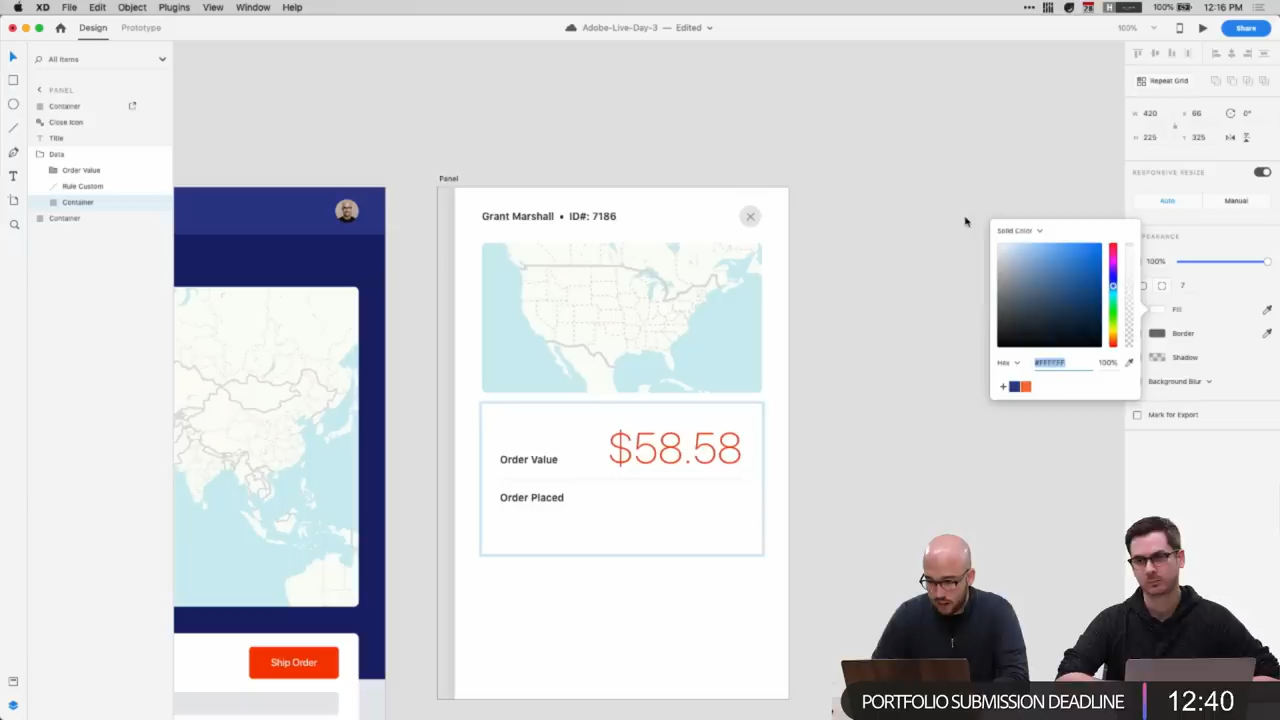 XD File Edit Object Plugins View Window Help
100% 12:16 PM
Design Prototype
Adobe-Live-Day-3 — Edited
100%
Share
All Items
PANEL
Container
Close Icon
Title
Data
Order Value
Rule Custom
Container
Container
Panel
Grant Marshall • ID#: 7186
Order Value
$58.58
Order Placed
Ship Order
Solid Color
Hex #FFFFFF 100%
Repeat Grid
W 420 X 66 0°
H 225 Y 325
RESPONSIVE RESIZE
Auto Manual
PEARANCE
100%
7
Fill
Border
Shadow
Background Blur
Mark for Export
PORTFOLIO SUBMISSION DEADLINE 12:40